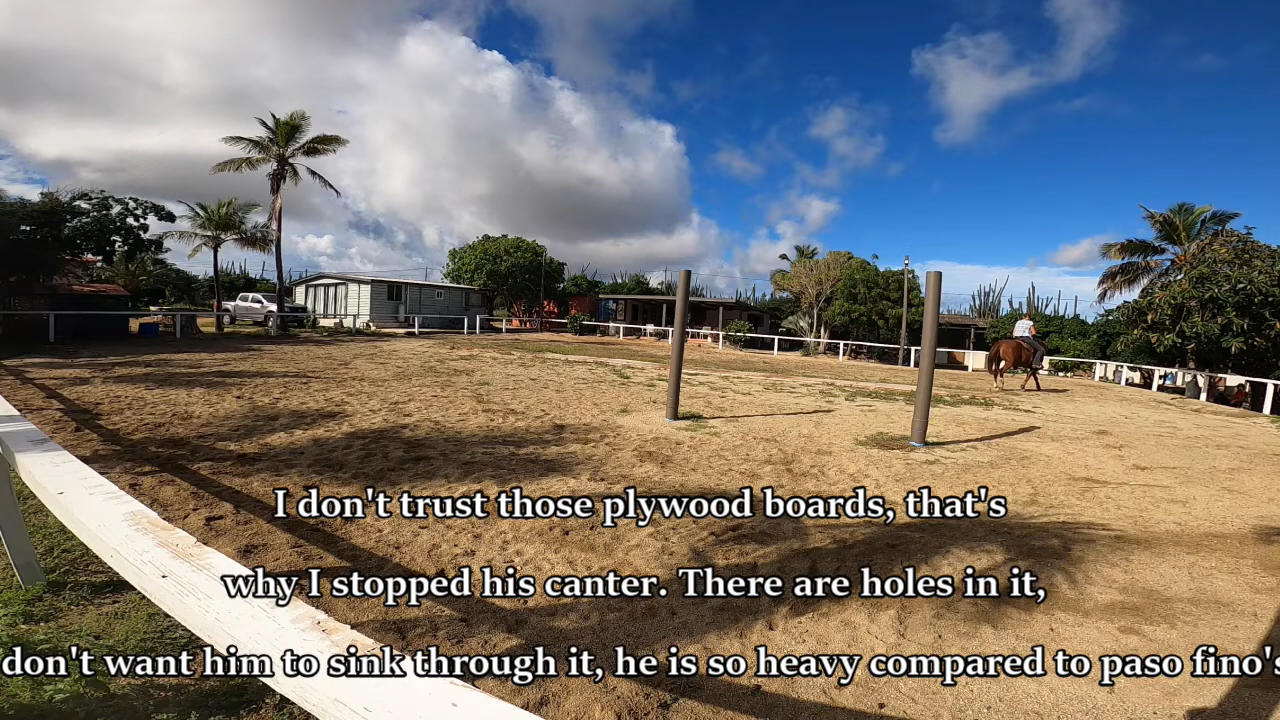 I don't trust those plywood boards, that's
why I stopped his canter. There are holes in it,
don't want him to sink through it, he is so heavy compared to paso fino's